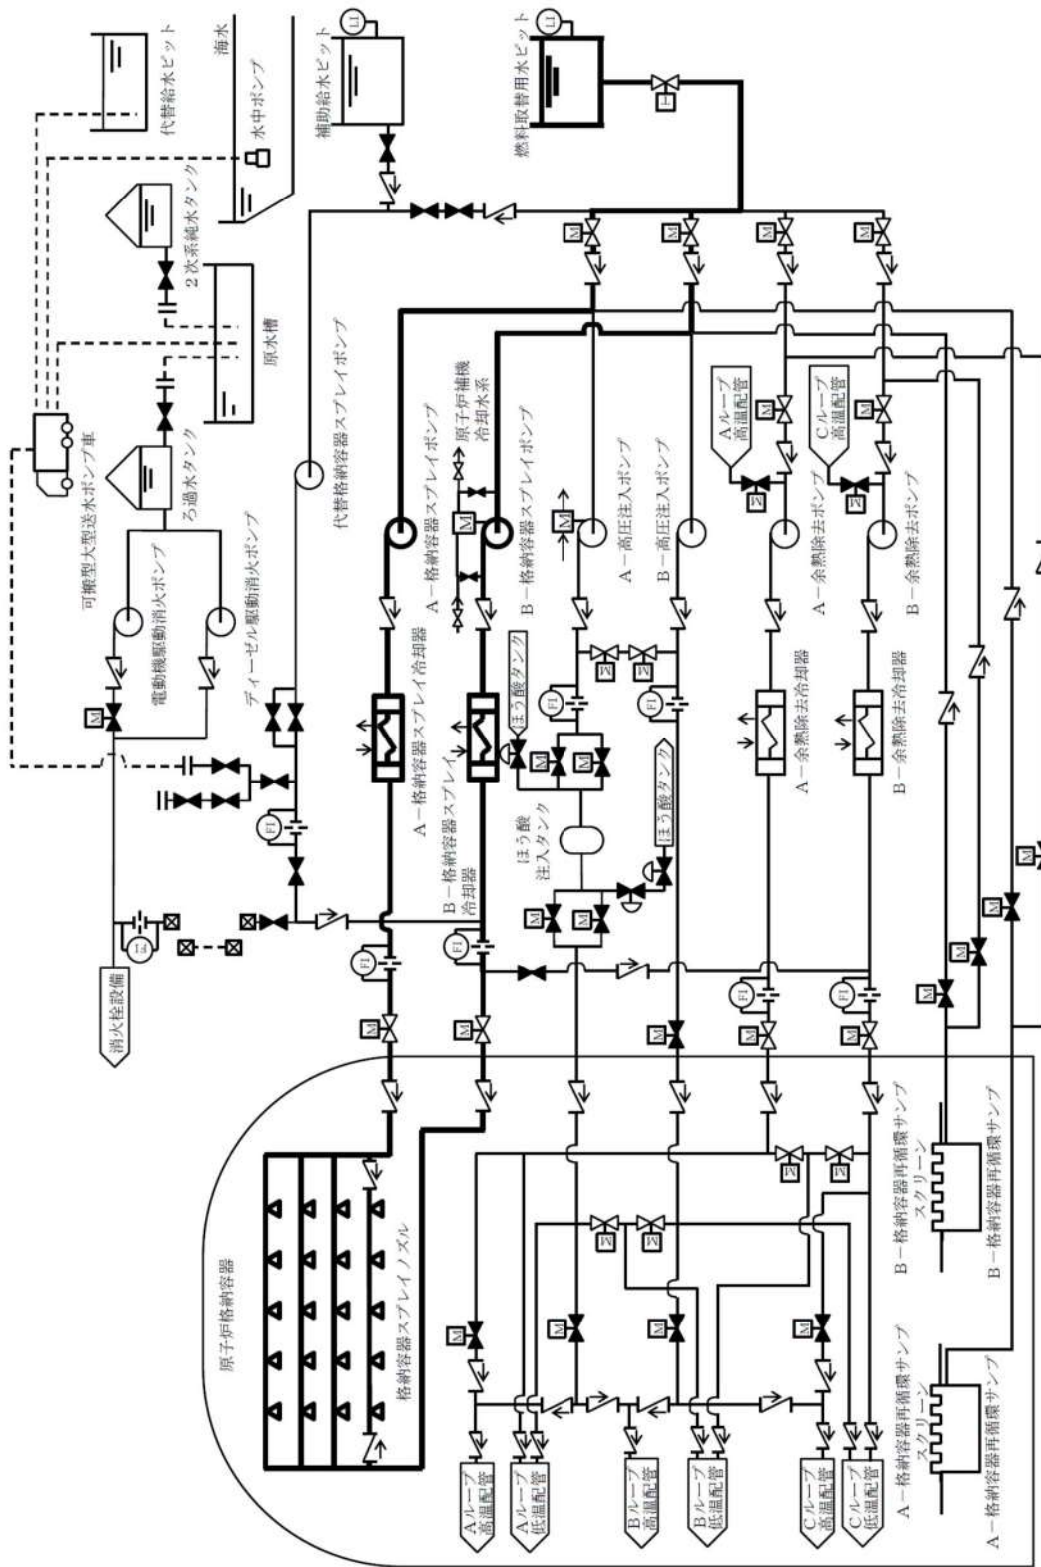 代替給水ピット
海水
水中ポンプ
2次系純水タンク
原水槽
可搬型大型送水ポンプ車
ろ過水タンク
電動機駆動消火ポンプ
ディーゼル駆動消火ポンプ
消火栓設備
FI
M
LI
補助給水ピット
LI
燃料取替用水ピット
代替格納容器スプレイポンプ
FI
A-格納容器スプレイポンプ
原子炉補機
冷却水系
M
B-格納容器スプレイポンプ
M
A-高圧注入ポンプ
B-高圧注入ポンプ
M
M
M
M
Aループ
高温配管
Cループ
高温配管
M
M
M
M
A-余熱除去ポンプ
B-余熱除去ポンプ
A-格納容器スプレイ冷却器
B-格納容器スプレイ
冷却器
ほう酸タンク
ほう酸
注入タンク
ほう酸タンク
FI
FI
FI
FI
M
M
M
M
M
M
A-余熱除去冷却器
B-余熱除去冷却器
FI
FI
M
M
M
M
M
M
M
M
M
M
原子炉格納容器
格納容器スプレイノズル
M
M
M
M
M
M
M
M
Aループ
高温配管
Aループ
低温配管
Bループ
高温配管
Bループ
低温配管
Cループ
高温配管
Cループ
低温配管
B-格納容器再循環サンプ
スクリーン
B-格納容器再循環サンプ
A-格納容器再循環サンプ
スクリーン
A-格納容器再循環サンプ